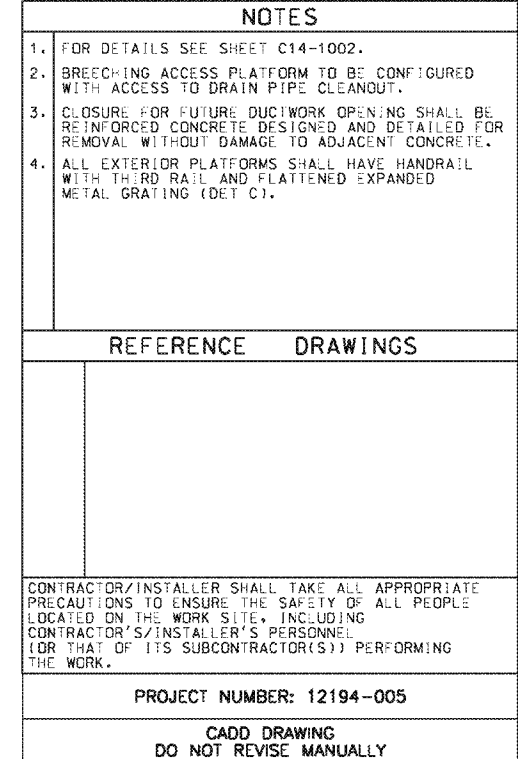 NOTES
1. FOR DETAILS SEE SHEET C14-1002.
2. BREECHING ACCESS PLATFORM TO BE CONFIGURED
WITH ACCESS TO DRAIN PIPE CLEANOUT.
3. CLOSURE FOR FUTURE DUCTWORK OPENING SHALL BE
REINFORCED CONCRETE DESIGNED AND DETAILED FOR
REMOVAL WITHOUT DAMAGE TO ADJACENT CONCRETE.
4. ALL EXTERIOR PLATFORMS SHALL HAVE HANDRAIL
WITH THIRD RAIL AND FLATTENED EXPANDED
METAL GRATING (DET C).
REFERENCE DRAWINGS
CONTRACTOR/INSTALLER SHALL TAKE ALL APPROPRIATE
PRECAUTIONS TO ENSURE THE SAFETY OF ALL PEOPLE
LOCATED ON THE WORK SITE, INCLUDING
CONTRACTOR'S/INSTALLER'S PERSONNEL
(OR THAT OF ITS SUBCONTRACTOR(S)) PERFORMING
THE WORK.
PROJECT NUMBER: 12194-005
CADD DRAWING
DO NOT REVISE MANUALLY